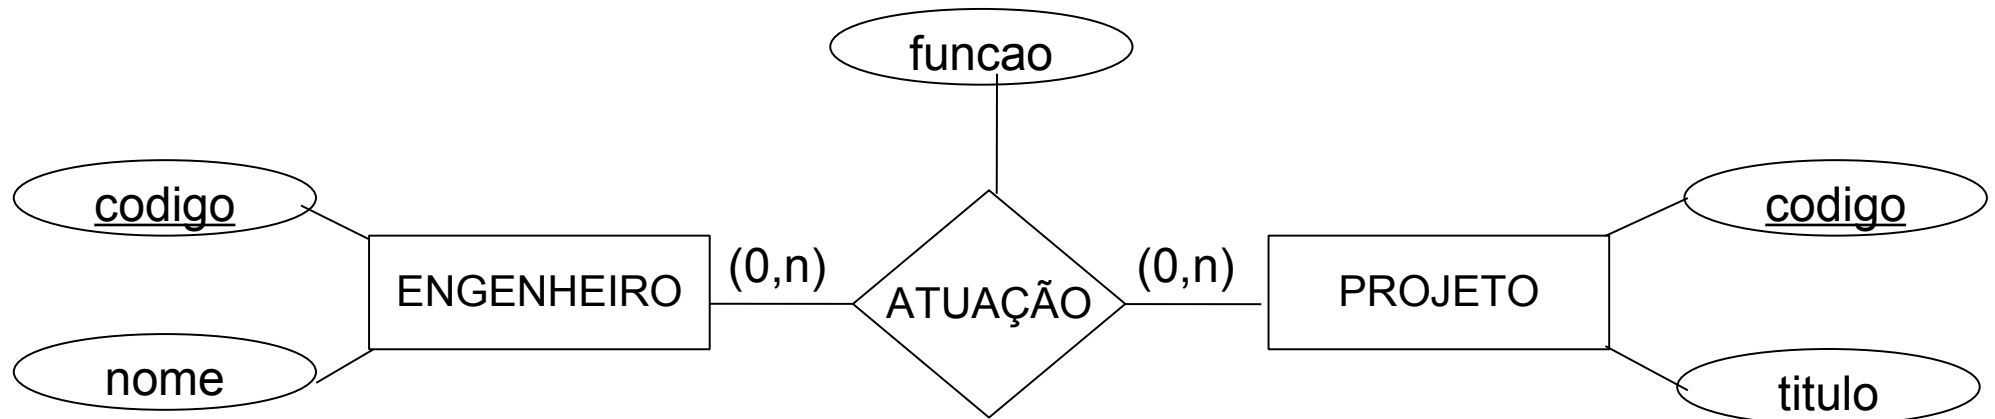 funcao
codigo
codigo
(0,n)
(0,n)
ENGENHEIRO
ATUAÇÃO
PROJETO
nome
titulo